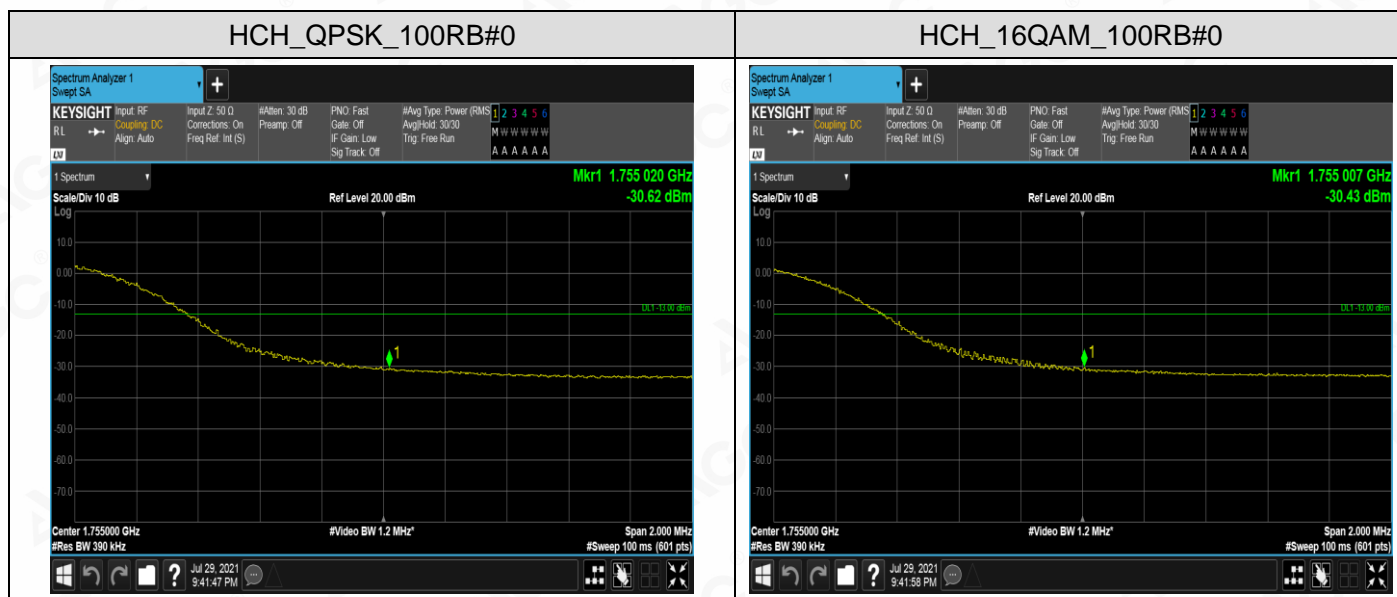 HCH_QPSK_100RB#0
Spectrum Analyzer 1
Swept SA
+
KEYSIGHT
RL
Input: RF
Coupling: DC
Align: Auto
Input Z: 50 Ω
Corrections: On
Freq Ref: Int (S)
#Atten: 30 dB
Preamp: Off
PNO: Fast
Gate: Off
IF Gain: Low
Sig Track: Off
#Avg Type: Power (RMS
Avg|Hold: 30/30
Trig: Free Run
1 2 3 4 5 6
M W W W W W
A A A A A A
1 Spectrum
Scale/Div 10 dB
Ref Level 20.00 dBm
Mkr1 1.755 020 GHz
-30.62 dBm
Log
10.0
0.00
-10.0
-20.0
-30.0
-40.0
-50.0
-60.0
-70.0
DL1 -13.00 dBm
1
Center 1.755000 GHz
#Res BW 390 kHz
#Video BW 1.2 MHz*
Span 2.000 MHz
#Sweep 100 ms (601 pts)
?
Jul 29, 2021
9:41:47 PM
HCH_16QAM_100RB#0
Spectrum Analyzer 1
Swept SA
+
KEYSIGHT
RL
Input: RF
Coupling: DC
Align: Auto
Input Z: 50 Ω
Corrections: On
Freq Ref: Int (S)
#Atten: 30 dB
Preamp: Off
PNO: Fast
Gate: Off
IF Gain: Low
Sig Track: Off
#Avg Type: Power (RMS
Avg|Hold: 30/30
Trig: Free Run
1 2 3 4 5 6
M W W W W W
A A A A A A
1 Spectrum
Scale/Div 10 dB
Ref Level 20.00 dBm
Mkr1 1.755 007 GHz
-30.43 dBm
Log
10.0
0.00
-10.0
-20.0
-30.0
-40.0
-50.0
-60.0
-70.0
DL1 -13.00 dBm
1
Center 1.755000 GHz
#Res BW 390 kHz
#Video BW 1.2 MHz*
Span 2.000 MHz
#Sweep 100 ms (601 pts)
?
Jul 29, 2021
9:41:58 PM